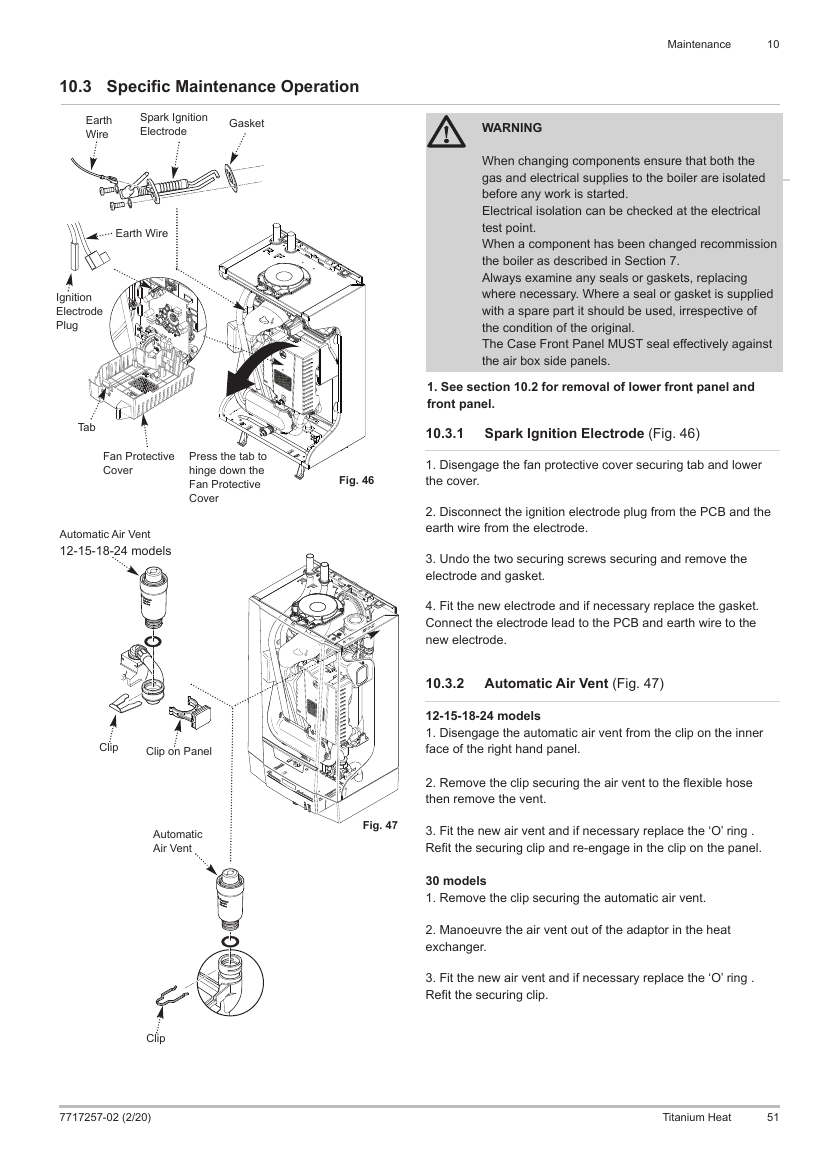 Maintenance 10
10.3 Specific Maintenance Operation
Earth
Wire
Spark Ignition
Electrode
Gasket
Earth Wire
Ignition
Electrode
Plug
Tab
Fan Protective
Cover
Press the tab to
hinge down the
Fan Protective
Cover
Fig. 46
Automatic Air Vent
12-15-18-24 models
Clip
Clip on Panel
Fig. 47
Automatic
Air Vent
Clip
WARNING
When changing components ensure that both the
gas and electrical supplies to the boiler are isolated
before any work is started.
Electrical isolation can be checked at the electrical
test point.
When a component has been changed recommission
the boiler as described in Section 7.
Always examine any seals or gaskets, replacing
where necessary. Where a seal or gasket is supplied
with a spare part it should be used, irrespective of
the condition of the original.
The Case Front Panel MUST seal effectively against
the air box side panels.
1. See section 10.2 for removal of lower front panel and
front panel.
10.3.1 Spark Ignition Electrode (Fig. 46)
1. Disengage the fan protective cover securing tab and lower
the cover.
2. Disconnect the ignition electrode plug from the PCB and the
earth wire from the electrode.
3. Undo the two securing screws securing and remove the
electrode and gasket.
4. Fit the new electrode and if necessary replace the gasket.
Connect the electrode lead to the PCB and earth wire to the
new electrode.
10.3.2 Automatic Air Vent (Fig. 47)
12-15-18-24 models
1. Disengage the automatic air vent from the clip on the inner
face of the right hand panel.
2. Remove the clip securing the air vent to the flexible hose
then remove the vent.
3. Fit the new air vent and if necessary replace the ‘O’ ring .
Refit the securing clip and re-engage in the clip on the panel.
30 models
1. Remove the clip securing the automatic air vent.
2. Manoeuvre the air vent out of the adaptor in the heat
exchanger.
3. Fit the new air vent and if necessary replace the ‘O’ ring .
Refit the securing clip.
7717257-02 (2/20) Titanium Heat 51